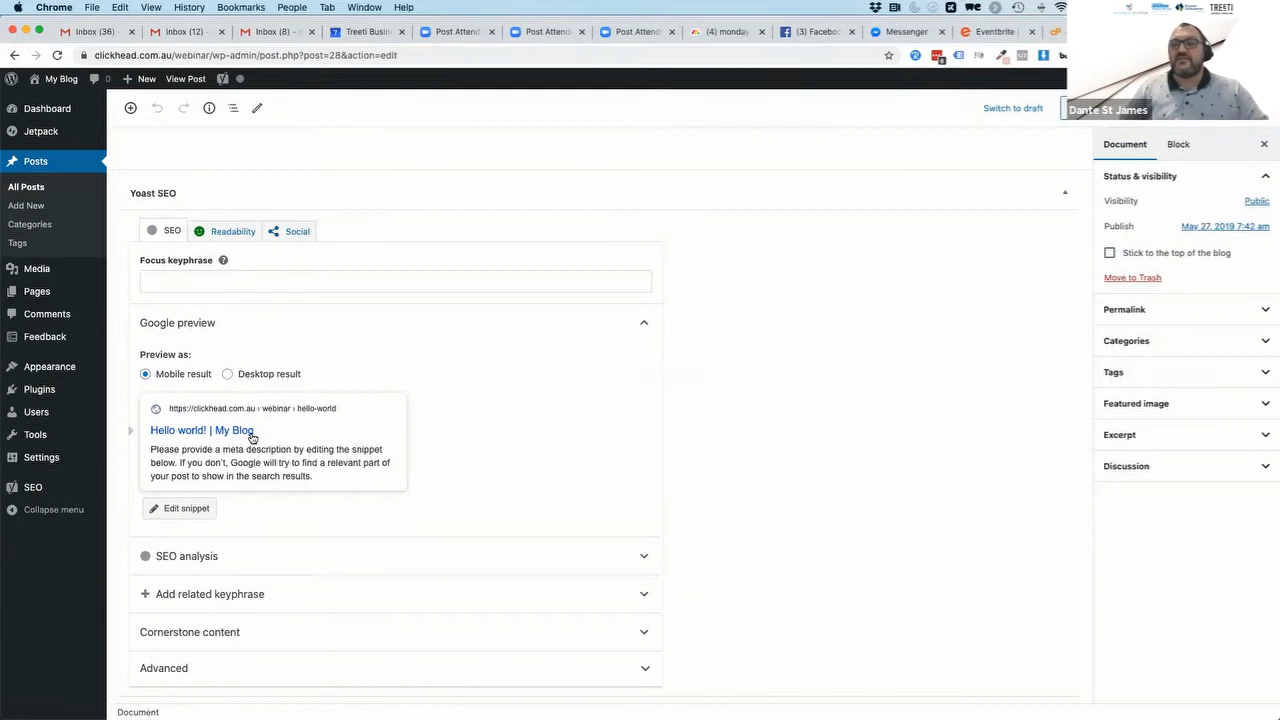 Chrome File Edit View History Bookmarks People Tab Window Help
Inbox (36) - Inbox (12) - Inbox (8) - Treeti Busin Post Attende Post Attend Post Attende (4) monda (3) Faceboo Messenger Eventbrite
clickhead.com.au/webinar/wp-admin/post.php?post=28&action=edit
TREETI
Dante St James
My Blog 0 New View Post
Switch to draft
Dashboard
Jetpack
Posts
All Posts
Add New
Categories
Tags
Media
Pages
Comments
Feedback
Appearance
Plugins
Users
Tools
Settings
SEO
Collapse menu
Yoast SEO
SEO Readability Social
Focus keyphrase
Google preview
Preview as:
Mobile result Desktop result
https://clickhead.com.au › webinar › hello-world
Hello world! | My Blog
Please provide a meta description by editing the snippet
below. If you don't, Google will try to find a relevant part of
your post to show in the search results.
Edit snippet
SEO analysis
Add related keyphrase
Cornerstone content
Advanced
Document
Document Block
Status & visibility
Visibility Public
Publish May 27, 2019 7:42 am
Stick to the top of the blog
Move to Trash
Permalink
Categories
Tags
Featured image
Excerpt
Discussion